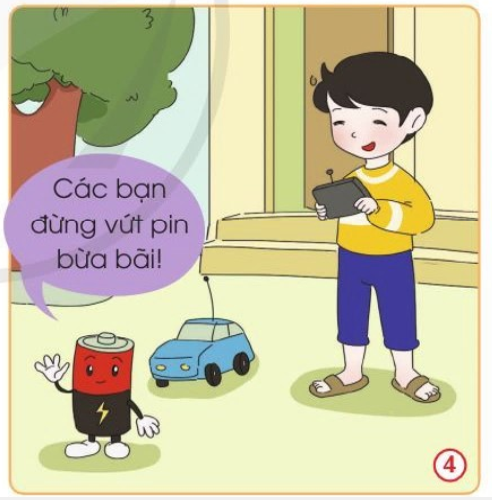 Các bạn
đừng vứt pin
bừa bãi!
4